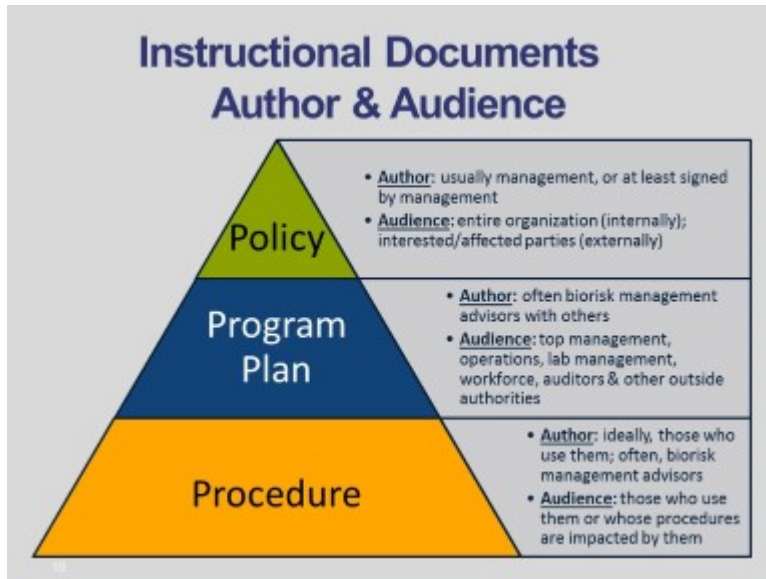 Instructional Documents
Author & Audience
Policy
• Author: usually management, or at least signed
by management
• Audience: entire organization (internally);
interested/affected parties (externally)
Program
Plan
• Author: often biorisk management
advisors with others
• Audience: top management,
operations, lab management,
workforce, auditors & other outside
authorities
Procedure
• Author: ideally, those who
use them; often, biorisk
management advisors
• Audience: those who use
them or whose procedures
are impacted by them
19